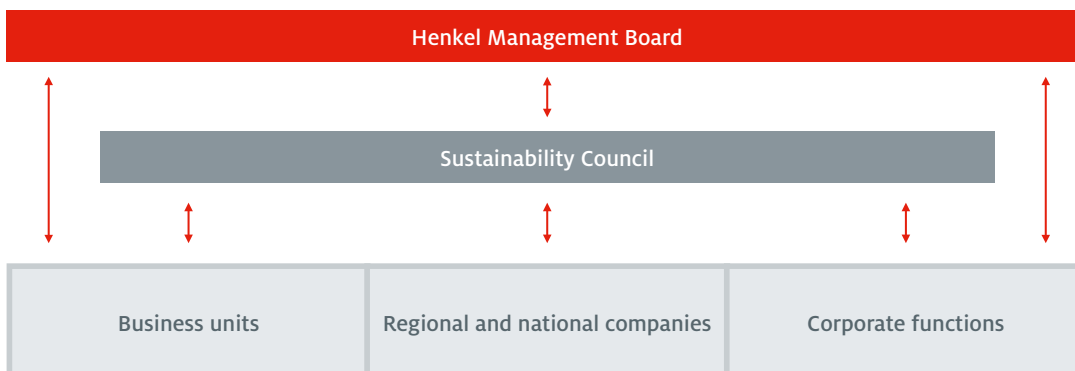 Henkel Management Board
Sustainability Council
Business units
Regional and national companies
Corporate functions